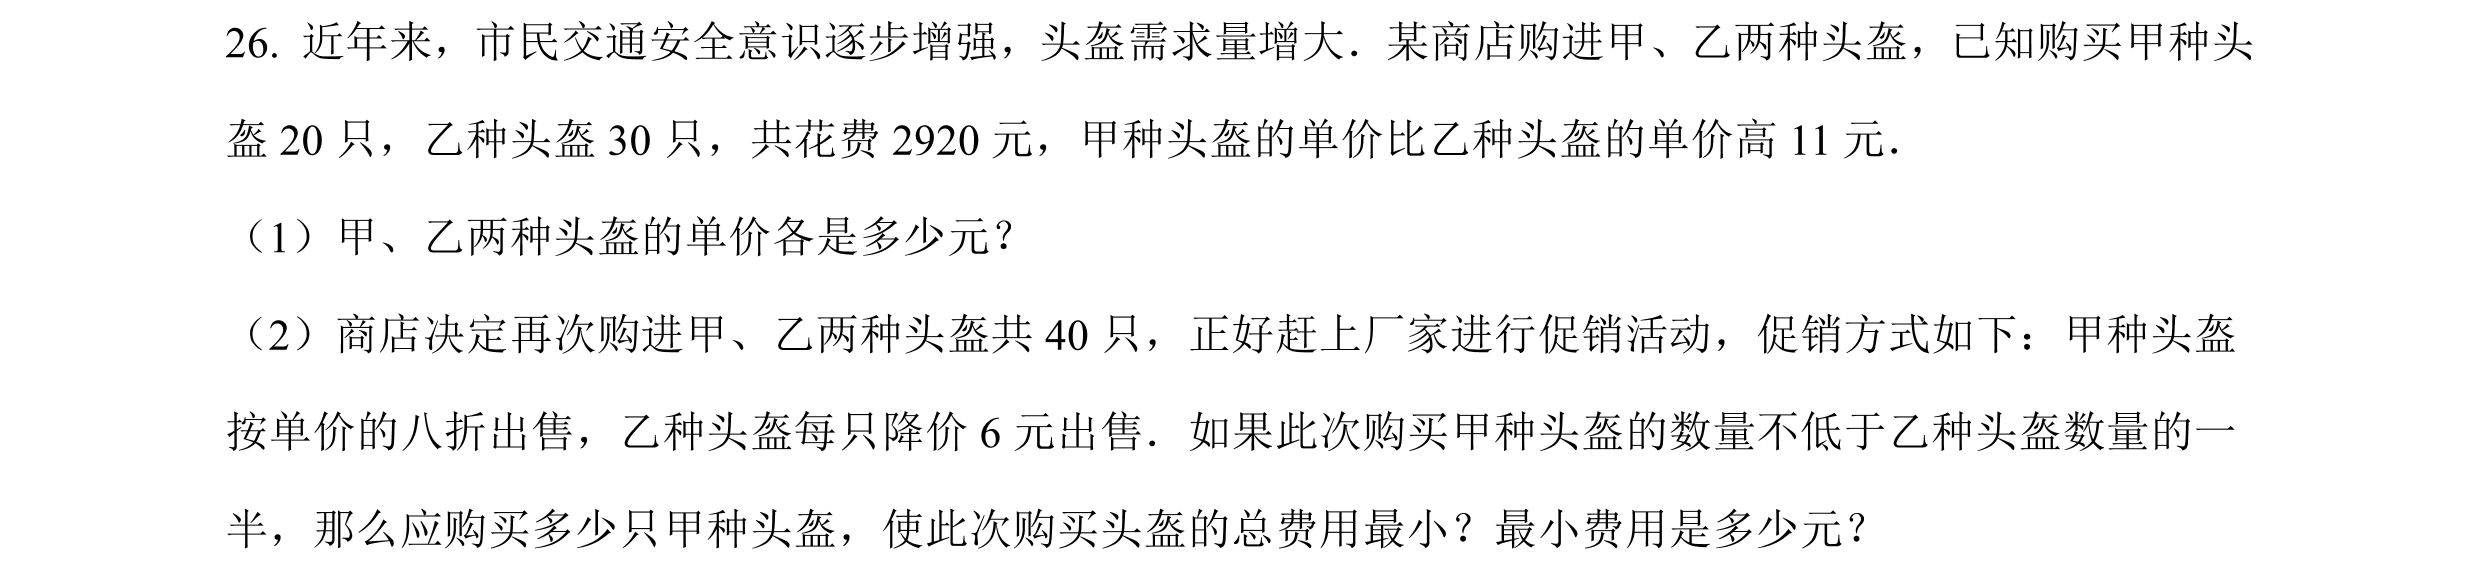 26. 近年来，市民交通安全意识逐步增强，头盔需求量增大．某商店购进甲、乙两种头盔，已知购买甲种头
盔 20 只，乙种头盔 30 只，共花费 2920 元，甲种头盔的单价比乙种头盔的单价高 11 元．
（1）甲、乙两种头盔的单价各是多少元？
（2）商店决定再次购进甲、乙两种头盔共 40 只，正好赶上厂家进行促销活动，促销方式如下：甲种头盔
按单价的八折出售，乙种头盔每只降价 6 元出售．如果此次购买甲种头盔的数量不低于乙种头盔数量的一
半，那么应购买多少只甲种头盔，使此次购买头盔的总费用最小？最小费用是多少元？